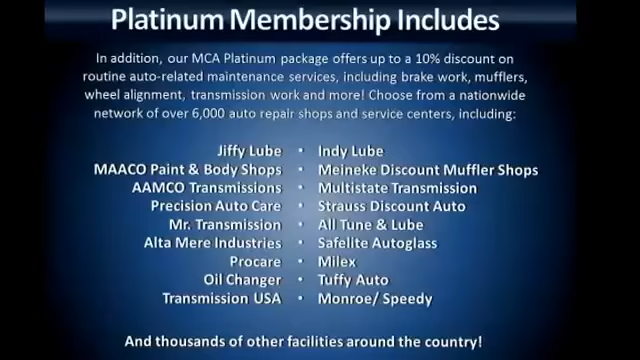 Platinum Membership Includes
In addition, our MCA Platinum package offers up to a 10% discount on
routine auto-related maintenance services, including brake work, mufflers,
wheel alignment, transmission work and more! Choose from a nationwide
network of over 6,000 auto repair shops and service centers, including:
Jiffy Lube • Indy Lube
MAACO Paint & Body Shops • Meineke Discount Muffler Shops
AAMCO Transmissions • Multistate Transmission
Precision Auto Care • Strauss Discount Auto
Mr. Transmission • All Tune & Lube
Alta Mere Industries • Safelite Autoglass
Procare • Milex
Oil Changer • Tuffy Auto
Transmission USA • Monroe/ Speedy
And thousands of other facilities around the country!